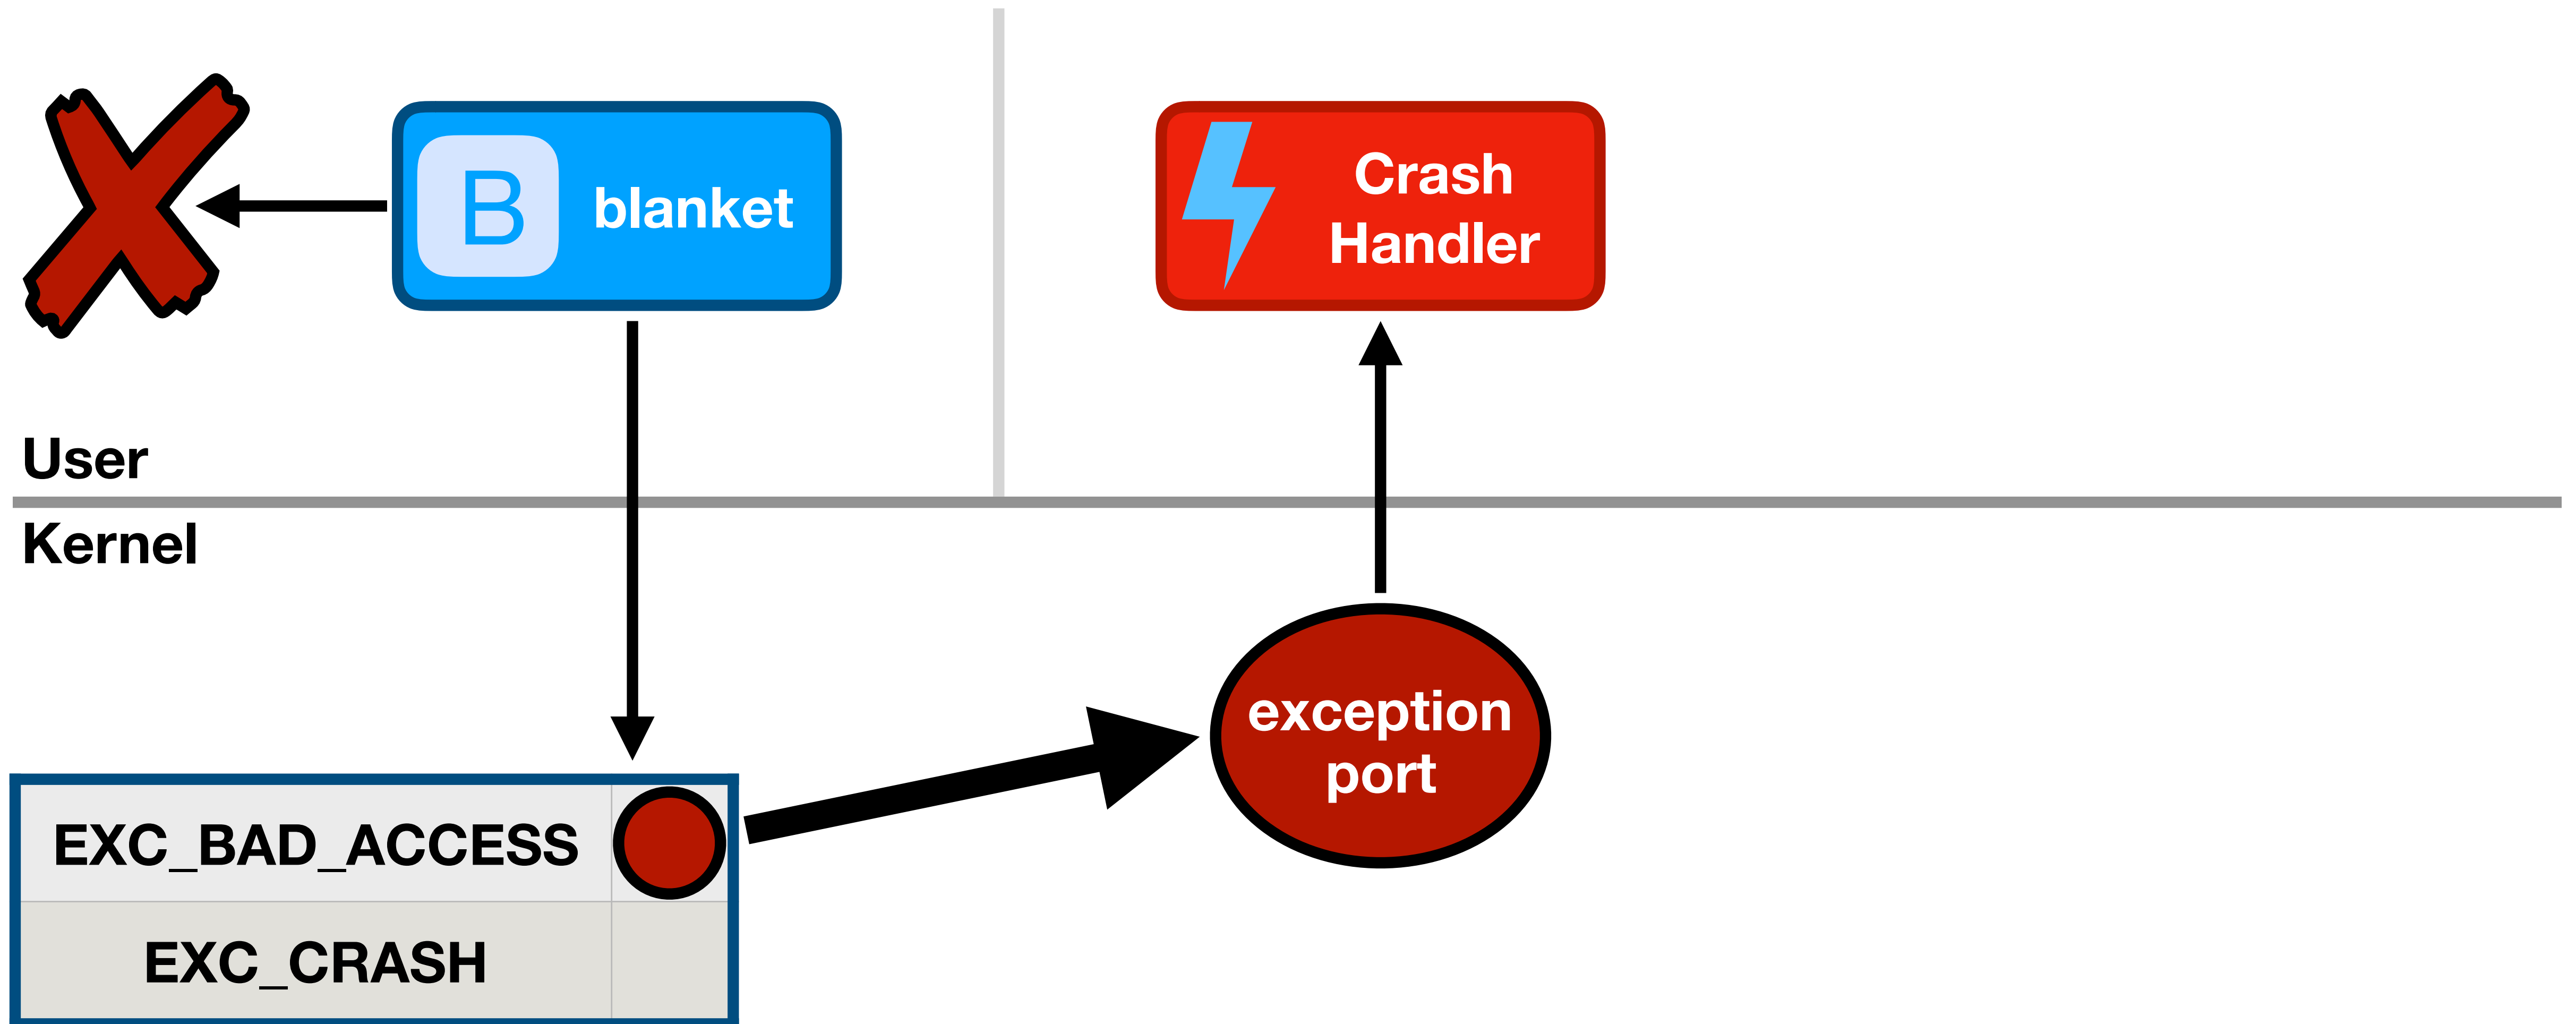 B
blanket
Crash
Handler
User
Kernel
exception
port
EXC_BAD_ACCESS
EXC_CRASH